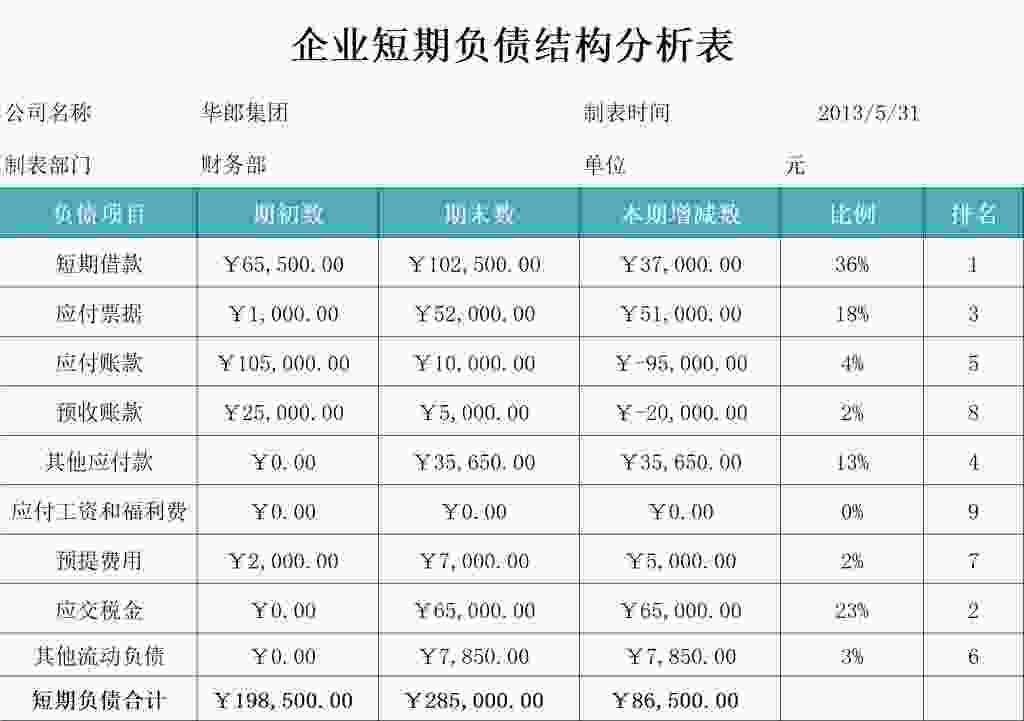 企业短期负债结构分析表
公司名称 华郎集团 制表时间 2013/5/31
制表部门 财务部 单位 元
负债项目 期初数 期末数 本期增减数 比例 排名
短期借款 ¥65,500.00 ¥102,500.00 ¥37,000.00 36% 1
应付票据 ¥1,000.00 ¥52,000.00 ¥51,000.00 18% 3
应付账款 ¥105,000.00 ¥10,000.00 ¥-95,000.00 4% 5
预收账款 ¥25,000.00 ¥5,000.00 ¥-20,000.00 2% 8
其他应付款 ¥0.00 ¥35,650.00 ¥35,650.00 13% 4
应付工资和福利费 ¥0.00 ¥0.00 ¥0.00 0% 9
预提费用 ¥2,000.00 ¥7,000.00 ¥5,000.00 2% 7
应交税金 ¥0.00 ¥65,000.00 ¥65,000.00 23% 2
其他流动负债 ¥0.00 ¥7,850.00 ¥7,850.00 3% 6
短期负债合计 ¥198,500.00 ¥285,000.00 ¥86,500.00